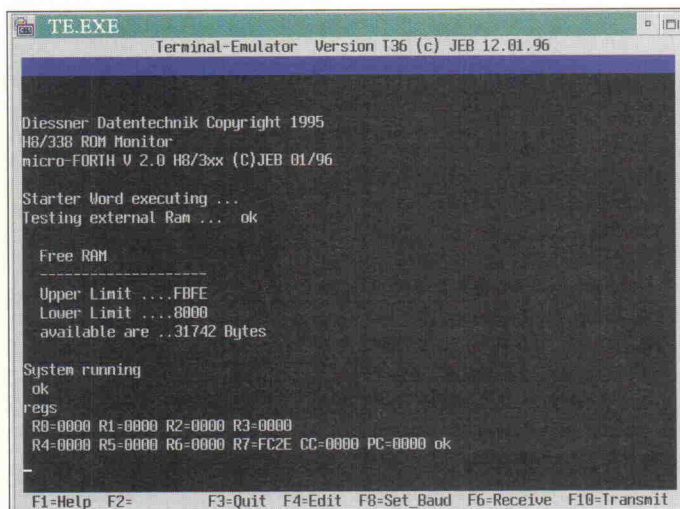 TE.EXE
Terminal-Emulator Version T36 (c) JEB 12.01.96
Diessner Datentechnik Copyright 1995
H8/338 ROM Monitor
micro-FORTH V 2.0 H8/3xx (C)JEB 01/96
Starter Word executing ...
Testing external Ram ... ok
Free RAM
--------------------
Upper Limit ....FBFE
Lower Limit ....8000
available are ..31742 Bytes
System running
ok
regs
R0=0000 R1=0000 R2=0000 R3=0000
R4=0000 R5=0000 R6=0000 R7=FC2E CC=0000 PC=0000 ok
F1=Help F2= F3=Quit F4=Edit F8=Set_Baud F6=Receive F10=Transmit